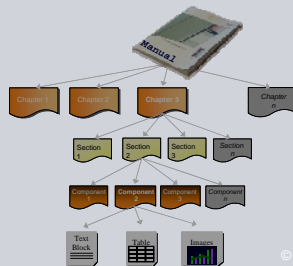 Manual
Chapter 1 Chapter 2 Chapter 3 Chapter
n
Section
1
Section
2
Section
3
Section
n
Component
1
Component
2
Component
3
Component
n
Text
Block
Table
Images
©